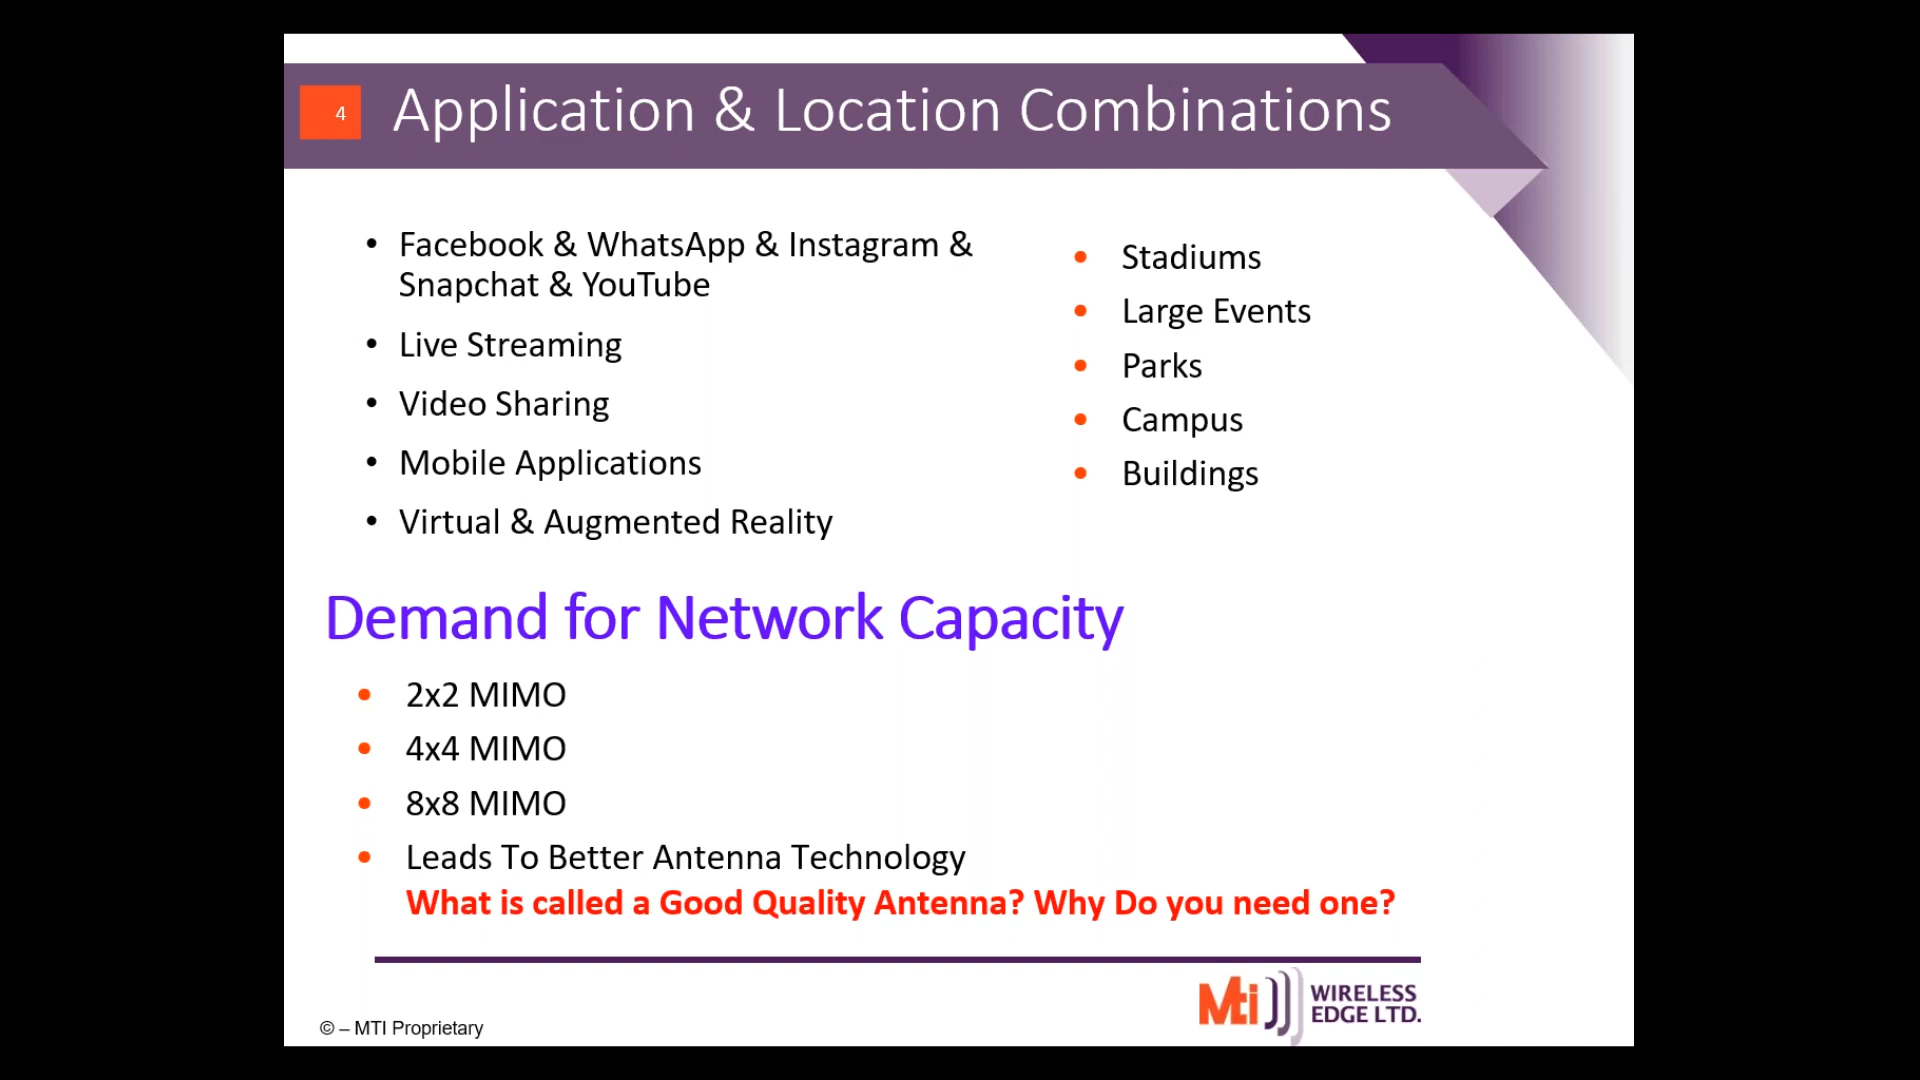 4
Application & Location Combinations
• Facebook & WhatsApp & Instagram &
Snapchat & YouTube
• Live Streaming
• Video Sharing
• Mobile Applications
• Virtual & Augmented Reality
• Stadiums
• Large Events
• Parks
• Campus
• Buildings
Demand for Network Capacity
• 2x2 MIMO
• 4x4 MIMO
• 8x8 MIMO
• Leads To Better Antenna Technology
What is called a Good Quality Antenna? Why Do you need one?
Mti WIRELESS
EDGE LTD.
© – MTI Proprietary